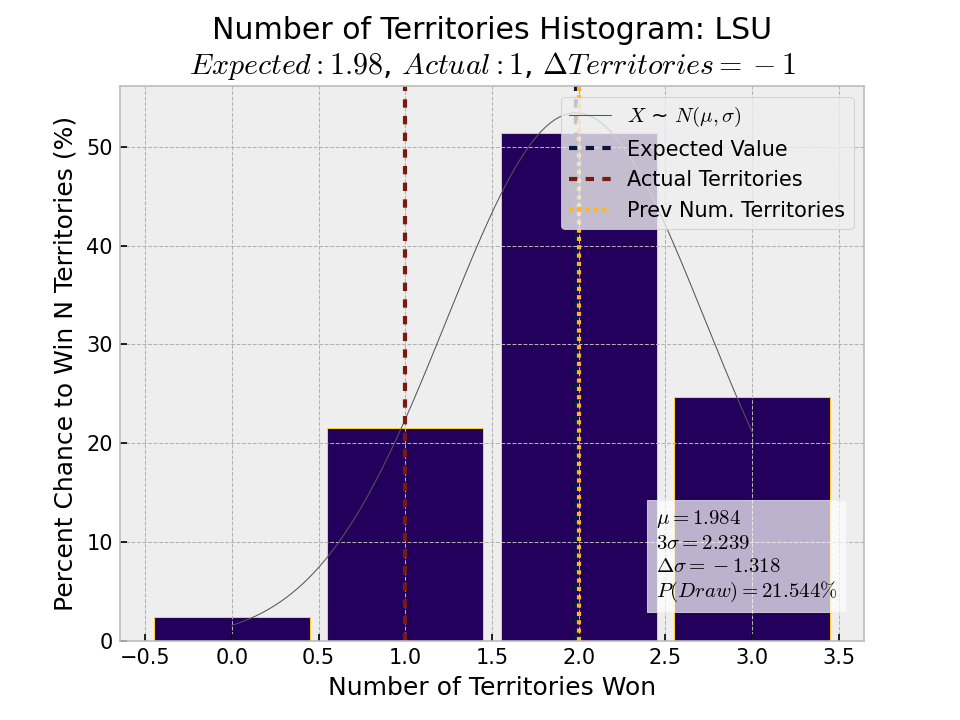 Number of Territories Histogram: LSU
Expected : 1.98, Actual : 1, ΔTerritories = − 1
Percent Chance to Win N Territories (%)
50
40
30
20
10
0
X ~ N(μ, σ)
Expected Value
Actual Territories
Prev Num. Territories
μ = 1.984
3σ = 2.239
Δσ = − 1.318
P(Draw) = 21.544%
−0.5 0.0 0.5 1.0 1.5 2.0 2.5 3.0 3.5
Number of Territories Won